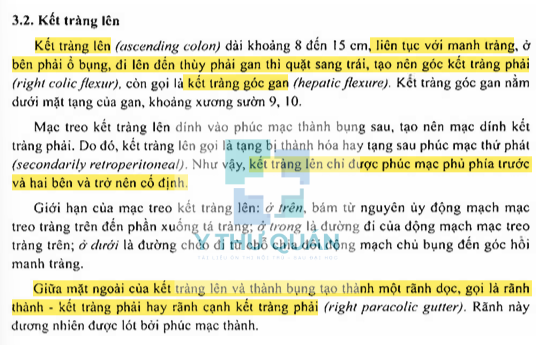 3.2. Kết tràng lên
Kết tràng lên (ascending colon) dài khoảng 8 đến 15 cm, liên tục với manh tràng, ở
bên phải ổ bụng, đi lên đến thùy phải gan thì quặt sang trái, tạo nên góc kết tràng phải
(right colic flexur), còn gọi là kết tràng góc gan (hepatic flexure). Kết tràng góc gan nằm
dưới mặt tạng của gan, khoảng xương sườn 9, 10.
Mạc treo kết tràng lên dính vào phúc mạc thành bụng sau, tạo nên mạc dính kết
tràng phải. Do đó, kết tràng lên gọi là tạng bị thành hóa hay tạng sau phúc mạc thứ phát
(secondarily retroperitoneal). Như vậy, kết tràng lên chỉ được phúc mạc phủ phía trước
và hai bên và trở nên cố định.
Giới hạn của mạc treo kết tràng lên: ở trên, bám từ nguyên ủy động mạch mạc
treo tràng trên đến phần xuống tá tràng; ở trong là đường đi của động mạch mạc treo
tràng trên; ở dưới là đường chéo đi từ chỗ chia đôi động mạch chủ bụng đến góc hồi
manh tràng.
Y THƯ QUÁN
Giữa mặt ngoài của kết tràng lên và thành bụng tạo thành một rãnh dọc, gọi là rãnh
thành - kết tràng phải hay rãnh cạnh kết tràng phải (right paracolic gutter). Rãnh này
đương nhiên được lót bởi phúc mạc thành.